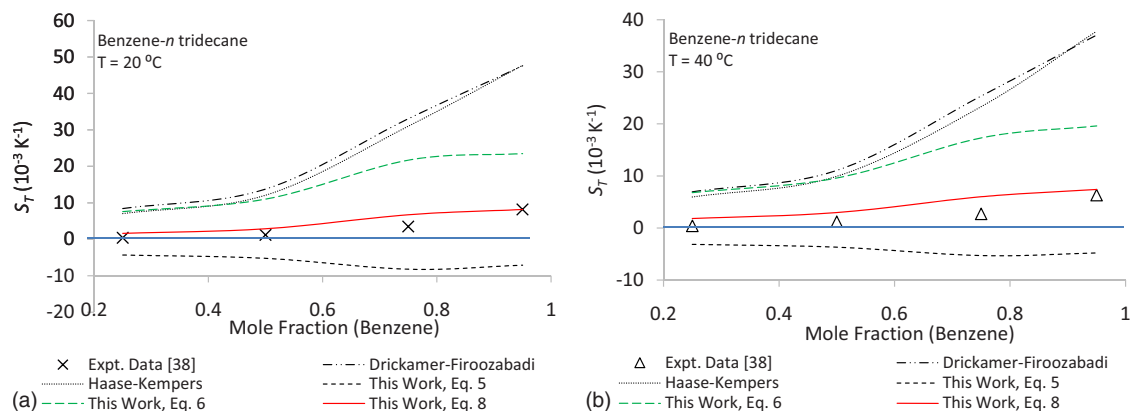 Benzene-n tridecane
T = 20 ⁰C
S_T (10⁻³ K⁻¹)
60
50
40
30
20
10
0
-10
-20
0.2
0.4
0.6
0.8
1
Mole Fraction (Benzene)
(a)
Expt. Data [38]
Drickamer-Firoozabadi
Haase-Kempers
This Work, Eq. 5
This Work, Eq. 6
This Work, Eq. 8
Benzene-n tridecane
T = 40 ⁰C
S_T (10⁻³ K⁻¹)
40
30
20
10
0
-10
0.2
0.4
0.6
0.8
1
Mole Fraction (Benzene)
(b)
Expt. Data [38]
Drickamer-Firoozabadi
Haase-Kempers
This Work, Eq. 5
This Work, Eq. 6
This Work, Eq. 8